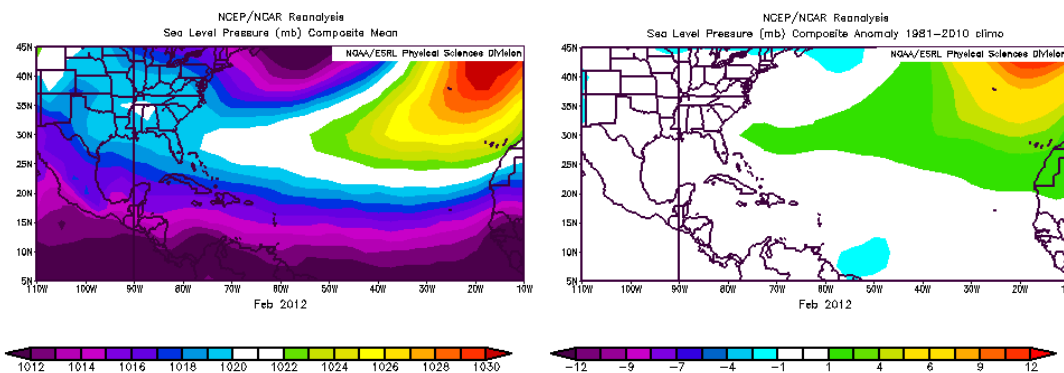 NCEP/NCAR Reanalysis
Sea Level Pressure (mb) Composite Mean
NOAA/ESRL Physical Sciences Division
45N
40N
35N
30N
25N
20N
15N
10N
5N
110W 100W 90W 80W 70W 60W 50W 40W 30W 20W 10W
Feb 2012
1012 1014 1016 1018 1020 1022 1024 1026 1028 1030
NCEP/NCAR Reanalysis
Sea Level Pressure (mb) Composite Anomaly 1981-2010 climo
NOAA/ESRL Physical Sciences Division
45N
40N
35N
30N
25N
20N
15N
10N
5N
110W 100W 90W 80W 70W 60W 50W 40W 30W 20W 10W
Feb 2012
-12 -9 -7 -4 -1 1 4 6 9 12